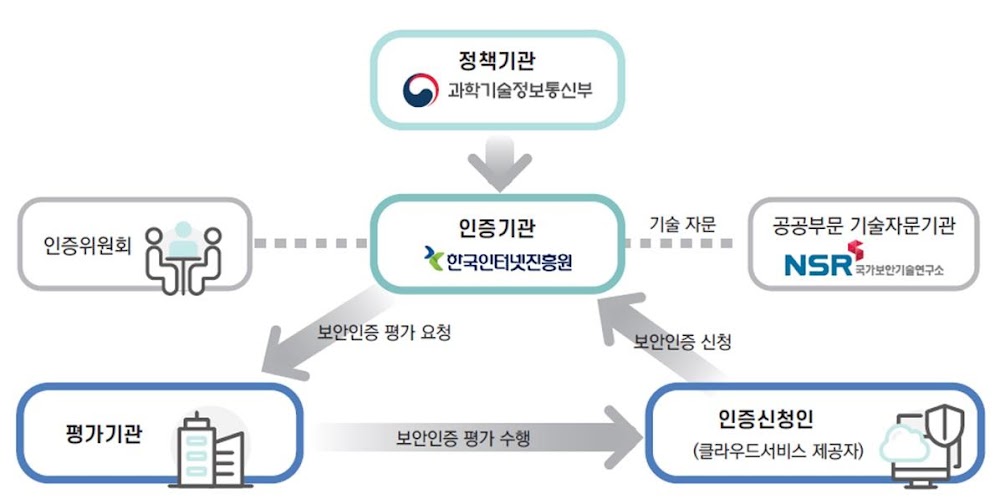 정책기관
과학기술정보통신부
인증위원회
인증기관
한국인터넷진흥원
기술 자문
공공부문 기술자문기관
NSR 국가보안기술연구소
보안인증 평가 요청
보안인증 신청
평가기관
보안인증 평가 수행
인증신청인
(클라우드서비스 제공자)